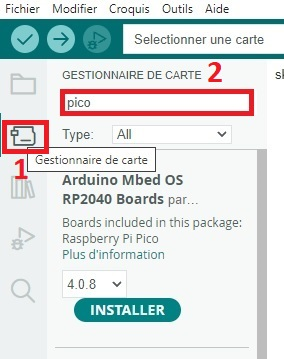 Fichier Modifier Croquis Outils Aide
Sélectionner une carte
GESTIONNAIRE DE CARTE 2
sk
pico
Type: All
1 Gestionnaire de carte
Arduino Mbed OS
RP2040 Boards par...
Boards included in this package:
Raspberry Pi Pico
Plus d'information
4.0.8
INSTALLER